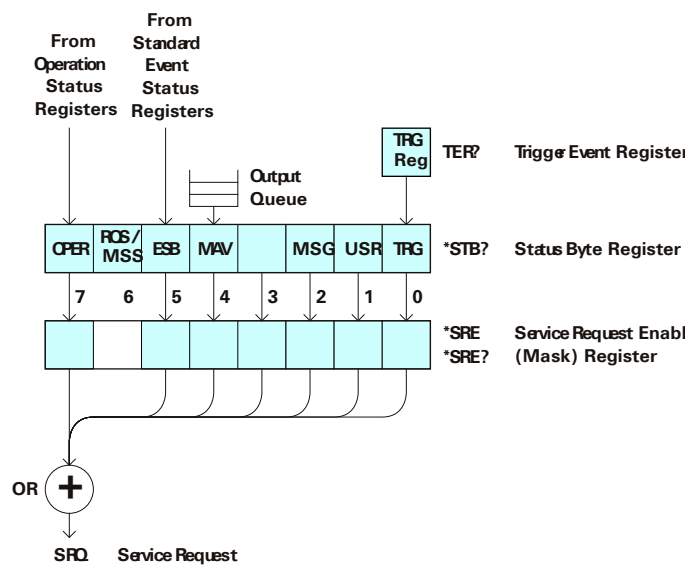 From
Operation
Status
Registers
From
Standard
Event
Status
Registers
TRG
Reg
TER? Trigger Event Register
Output
Queue
OPER RQS/
MSS ESB MAV MSG USR TRG
*STB? Status Byte Register
7 6 5 4 3 2 1 0
*SRE Service Request Enabl
*SRE? (Mask) Register
OR +
SRQ Service Request